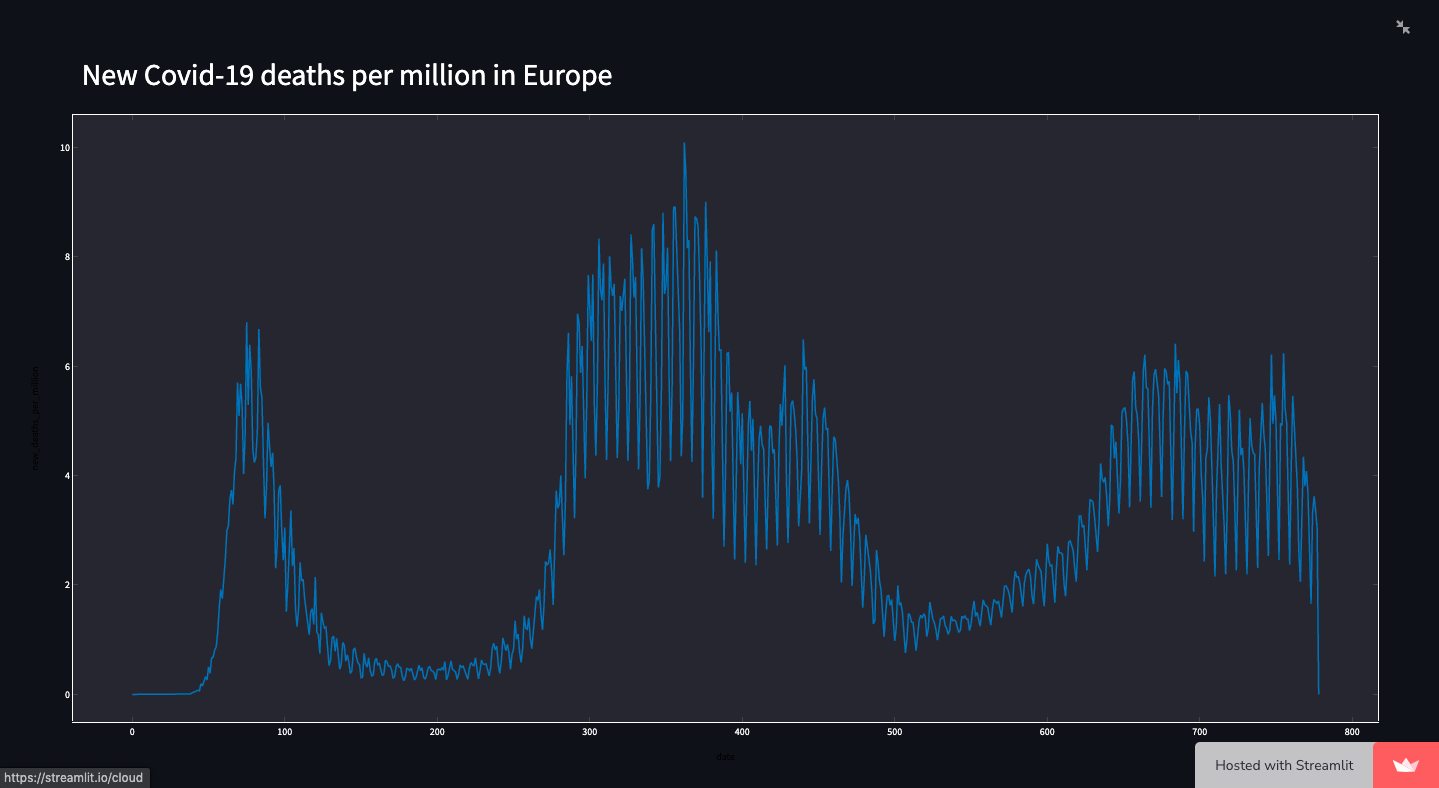 New Covid-19 deaths per million in Europe
10
8
6
4
2
0
new_deaths_per_million
0 100 200 300 400 500 600 700 800
date
Hosted with Streamlit
https://streamlit.io/cloud